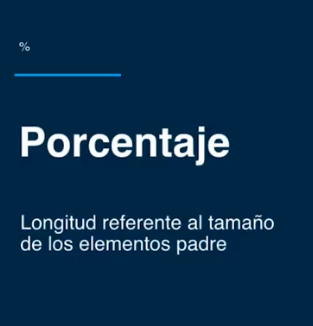 %
Porcentaje
Longitud referente al tamaño
de los elementos padre